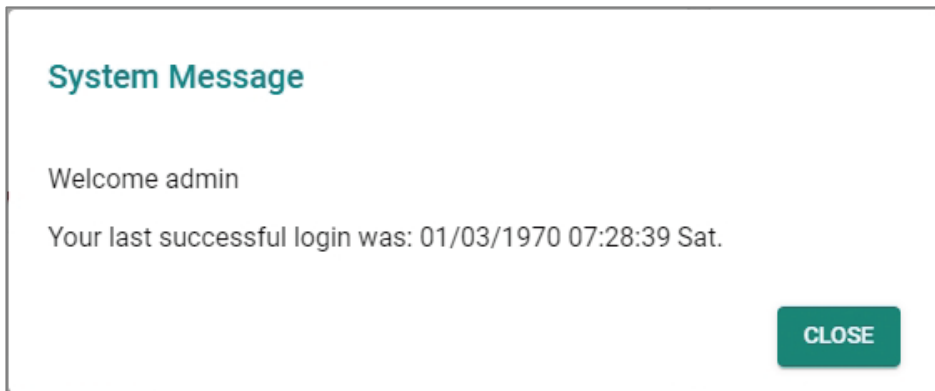 System Message
Welcome admin
Your last successful login was: 01/03/1970 07:28:39 Sat.
CLOSE